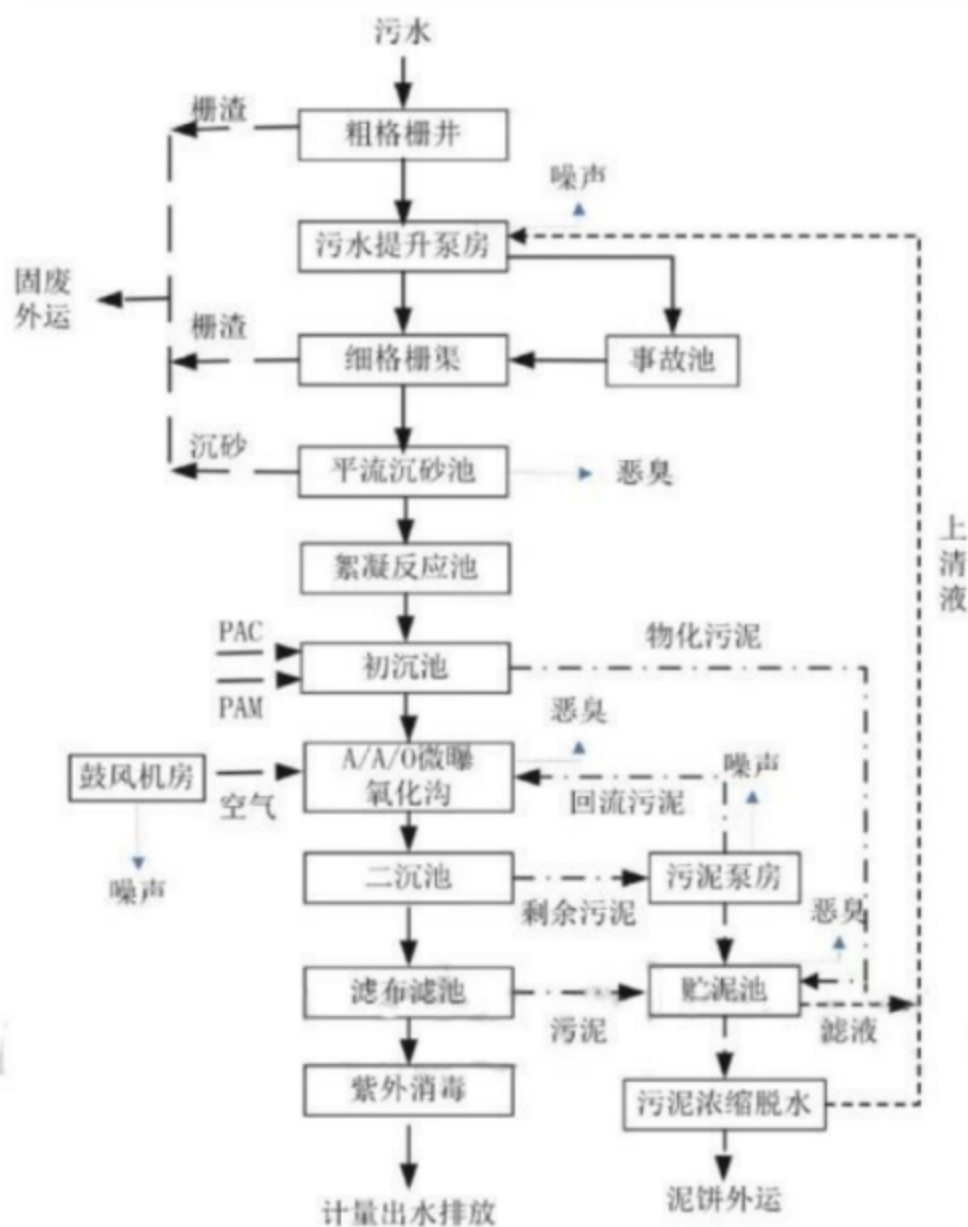 污水
栅渣
粗格栅井
噪声
污水提升泵房
固废
外运
栅渣
细格栅渠
事故池
沉砂
平流沉砂池
恶臭
上
清
液
絮凝反应池
PAC
物化污泥
初沉池
PAM
恶臭
A/A/O微曝
氧化沟
噪声
鼓风机房
空气
回流污泥
二沉池
污泥泵房
噪声
剩余污泥
恶臭
滤布滤池
贮泥池
污泥
滤液
紫外消毒
污泥浓缩脱水
计量出水排放
泥饼外运